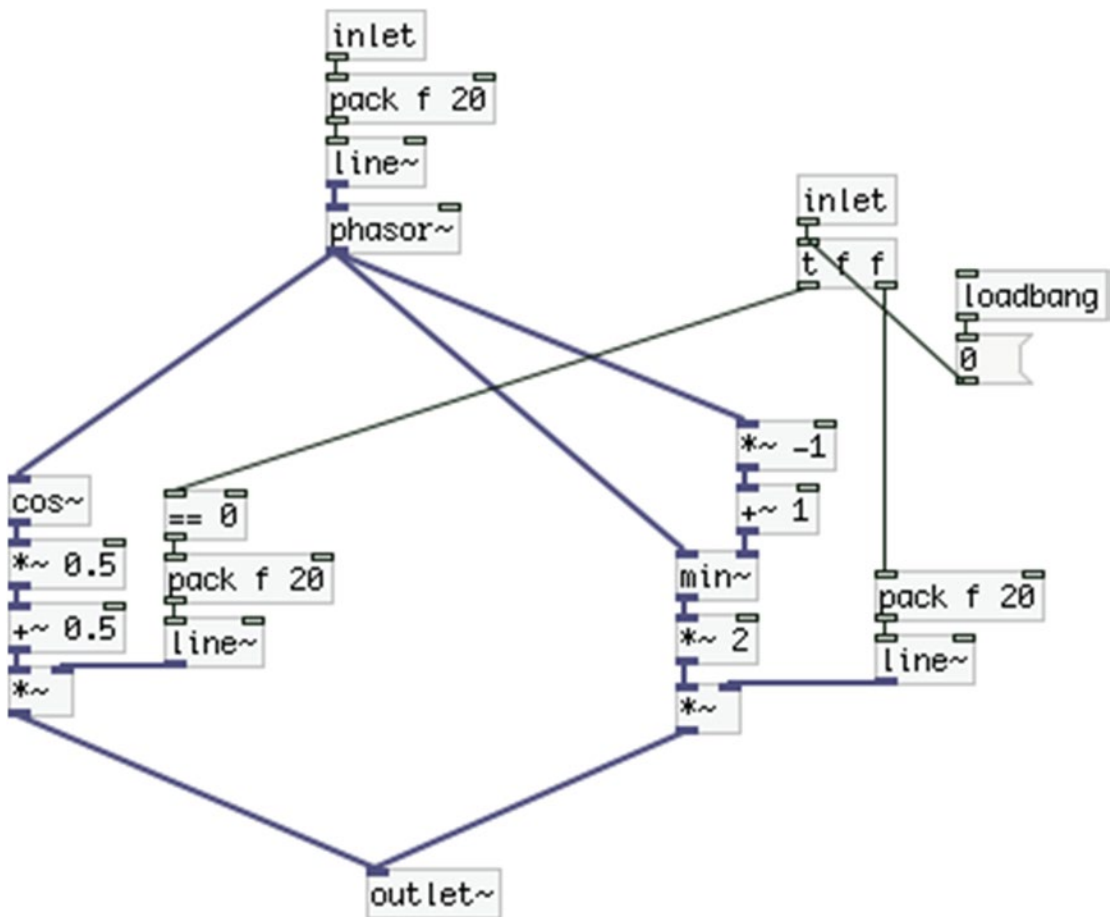 inlet
pack f 20
line~
phasor~
inlet
t f f
loadbang
0
*~ -1
+~ 1
cos~
*~ 0.5
+~ 0.5
*~
== 0
pack f 20
line~
min~
*~ 2
*~
pack f 20
line~
outlet~